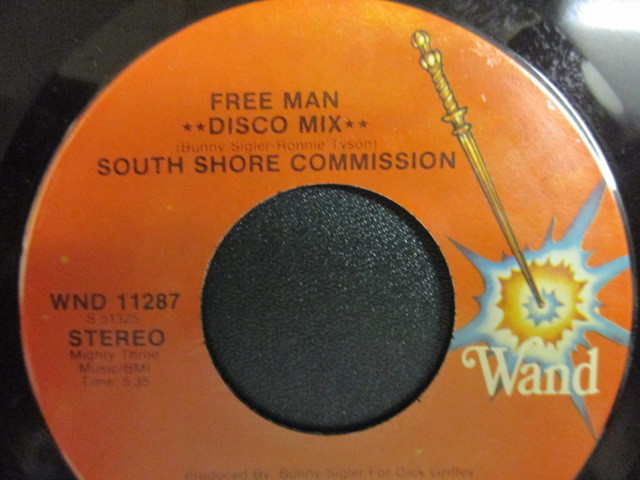 FREE MAN
**DISCO MIX**
(Bunny Sigler-Ronnie Tyson)
SOUTH SHORE COMMISSION
WND 11287
S 51325
STEREO
Mighty Three
Music/BMI
Time: 5:35
Wand
Produced By: Bunny Sigler For Dick Griffey